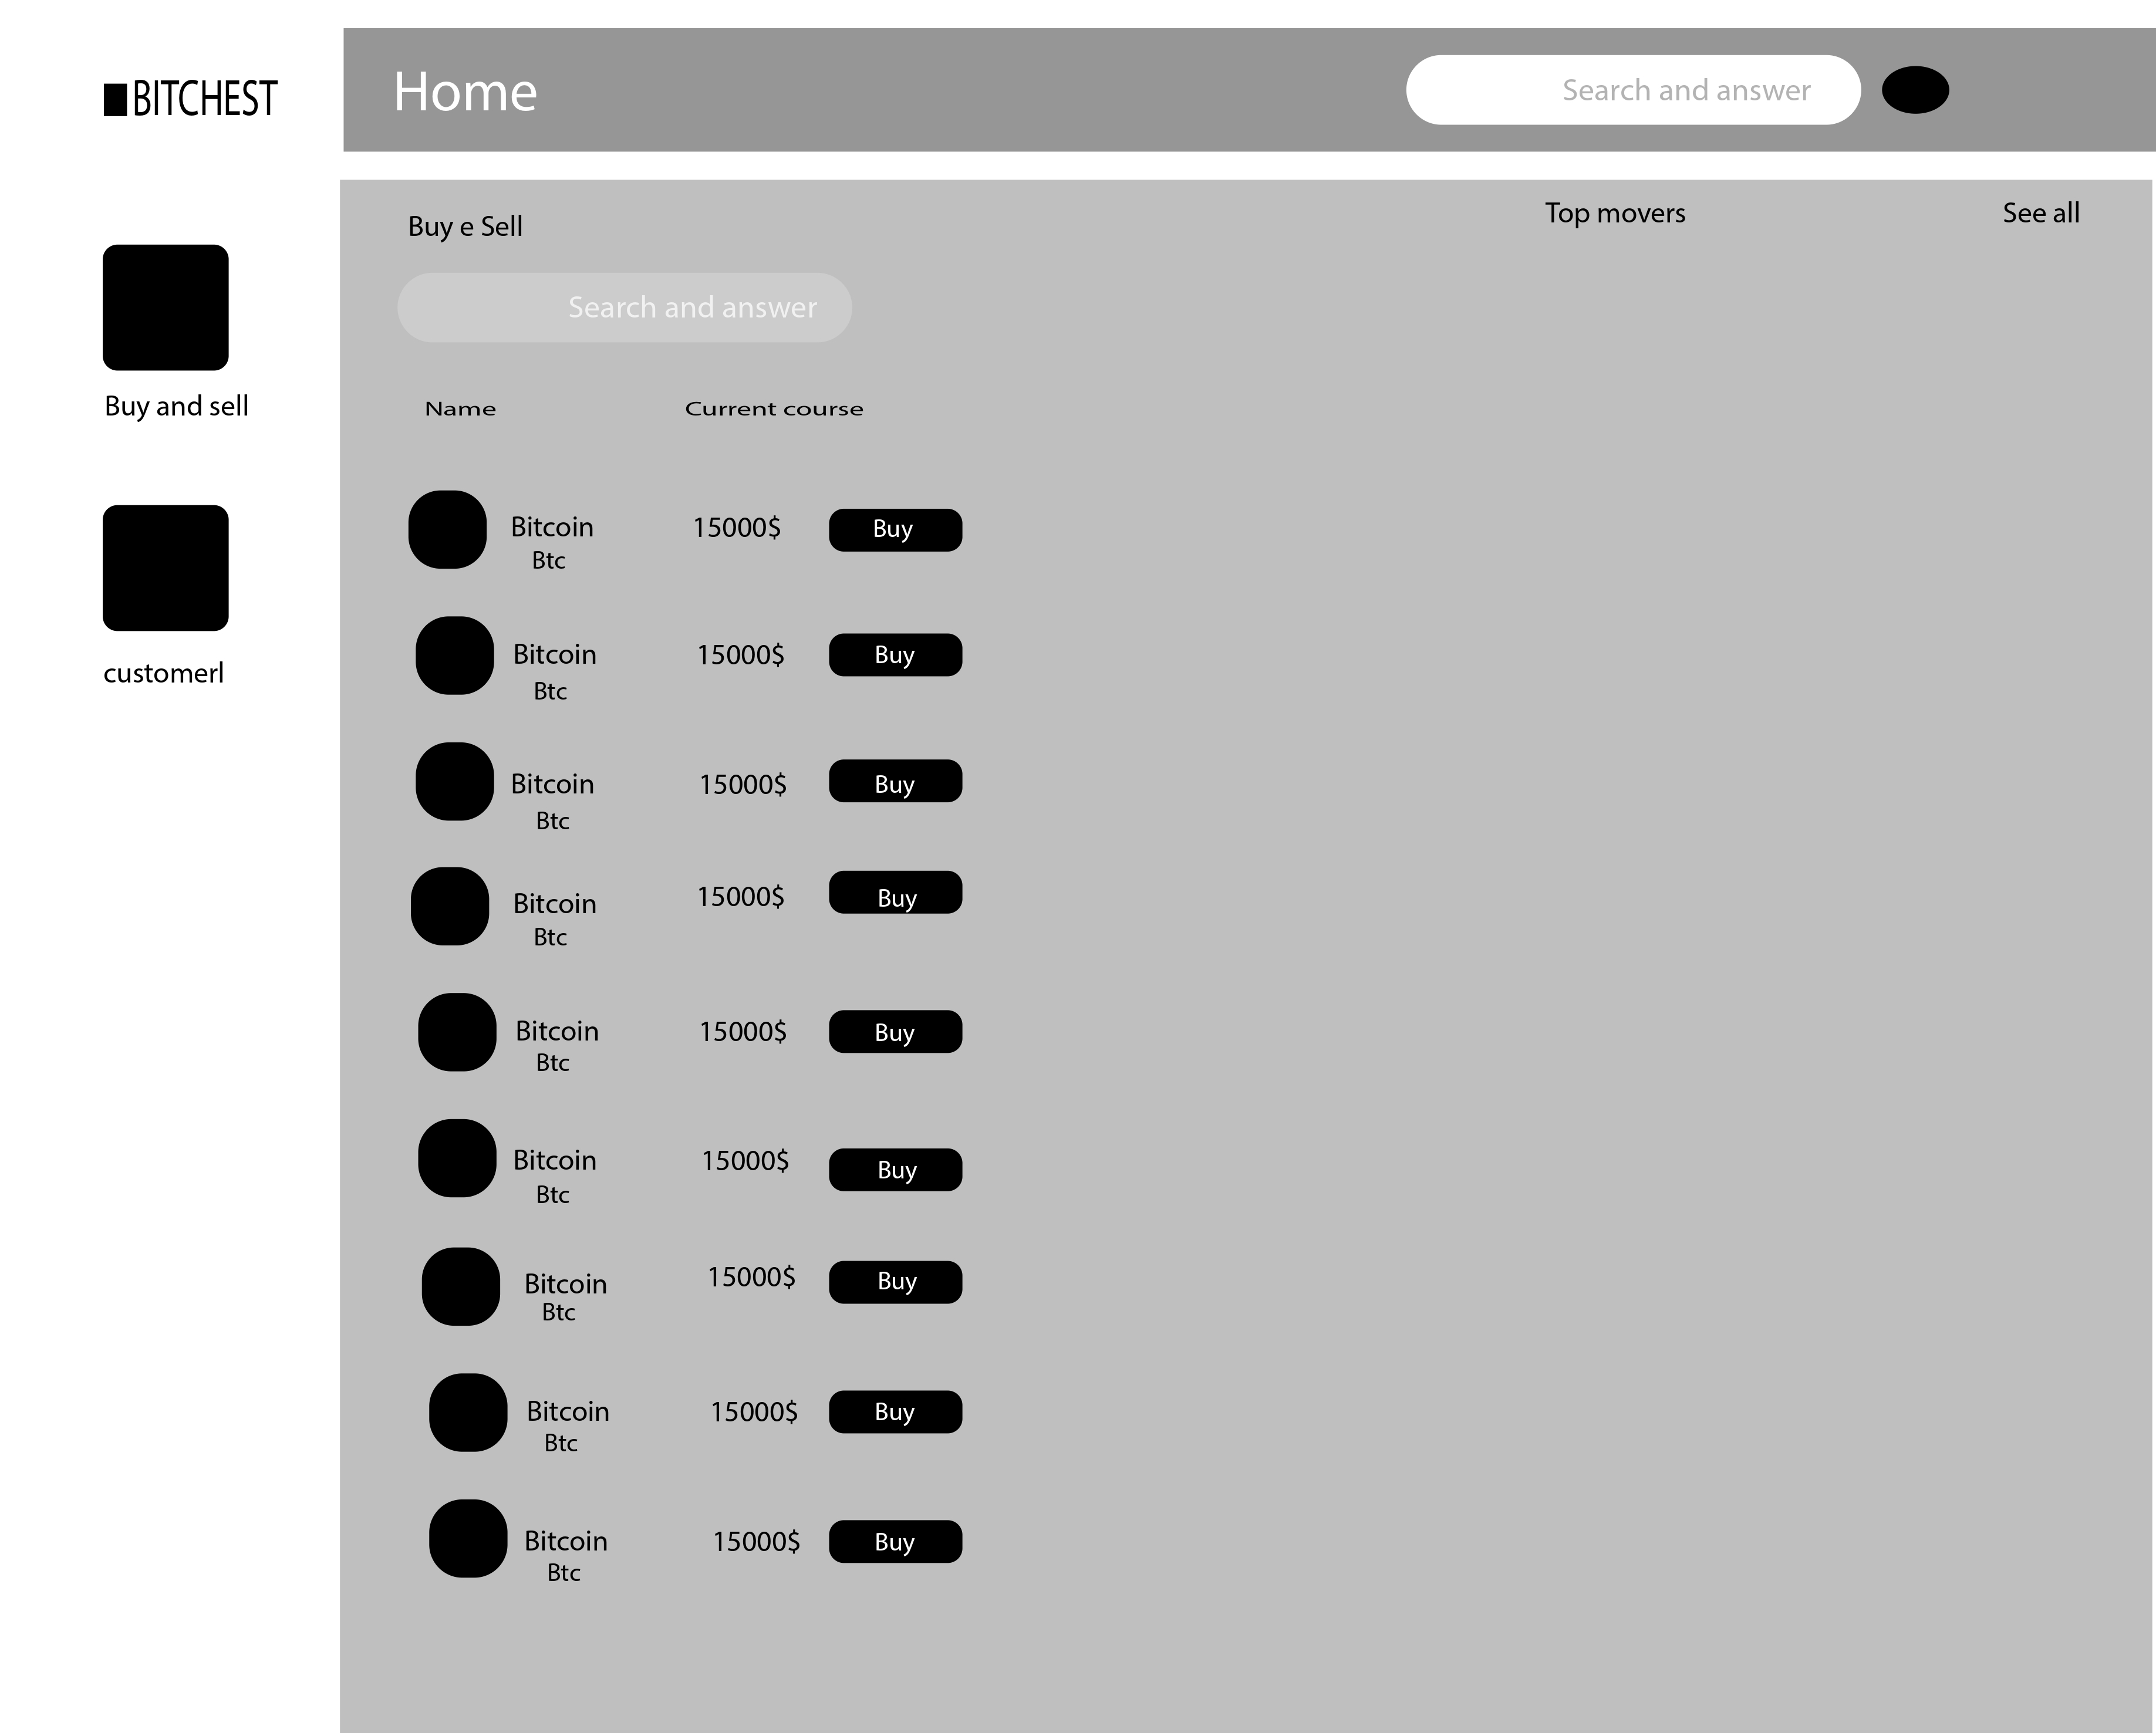 BITCHEST
Home
Search and answer
Buy and sell
customerl
Buy e Sell
Top movers
See all
Search and answer
Name
Current course
Bitcoin
Btc
15000$
Buy
Bitcoin
Btc
15000$
Buy
Bitcoin
Btc
15000$
Buy
Bitcoin
Btc
15000$
Buy
Bitcoin
Btc
15000$
Buy
Bitcoin
Btc
15000$
Buy
Bitcoin
Btc
15000$
Buy
Bitcoin
Btc
15000$
Buy
Bitcoin
Btc
15000$
Buy